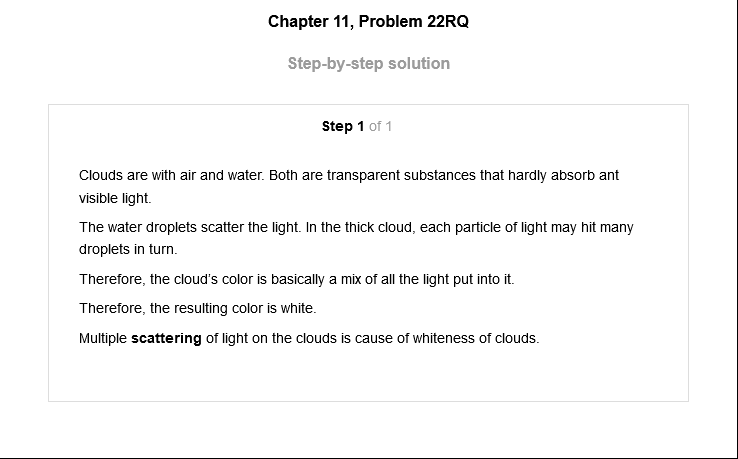 Chapter 11, Problem 22RQ
Step-by-step solution
Step 1 of 1
Clouds are with air and water. Both are transparent substances that hardly absorb ant
visible light.
The water droplets scatter the light. In the thick cloud, each particle of light may hit many
droplets in turn.
Therefore, the cloud's color is basically a mix of all the light put into it.
Therefore, the resulting color is white.
Multiple scattering of light on the clouds is cause of whiteness of clouds.